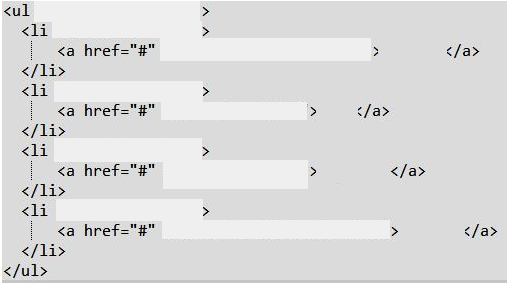 <ul >
<li >
<a href="#" > </a>
</li>
<li >
<a href="#" > </a>
</li>
<li >
<a href="#" > </a>
</li>
<li >
<a href="#" > </a>
</li>
</ul>